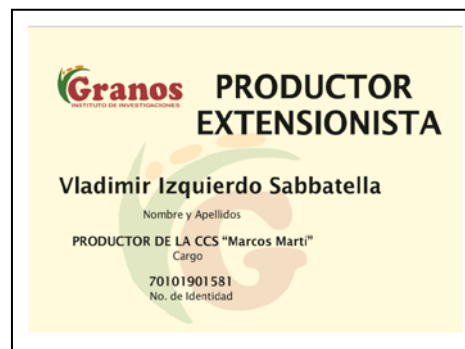 Granos
INSTITUTO DE INVESTIGACIONES
PRODUCTOR
EXTENSIONISTA
Vladimir Izquierdo Sabbatella
Nombre y Apellidos
PRODUCTOR DE LA CCS “Marcos Martí”
Cargo
70101901581
No. de Identidad